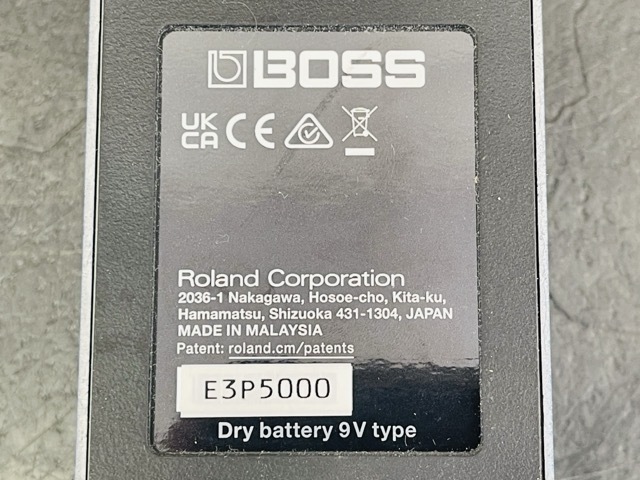 BOSS
UK
CA CE
Roland Corporation
2036-1 Nakagawa, Hosoe-cho, Kita-ku,
Hamamatsu, Shizuoka 431-1304, JAPAN
MADE IN MALAYSIA
Patent: roland.cm/patents
E3P5000
Dry battery 9V type